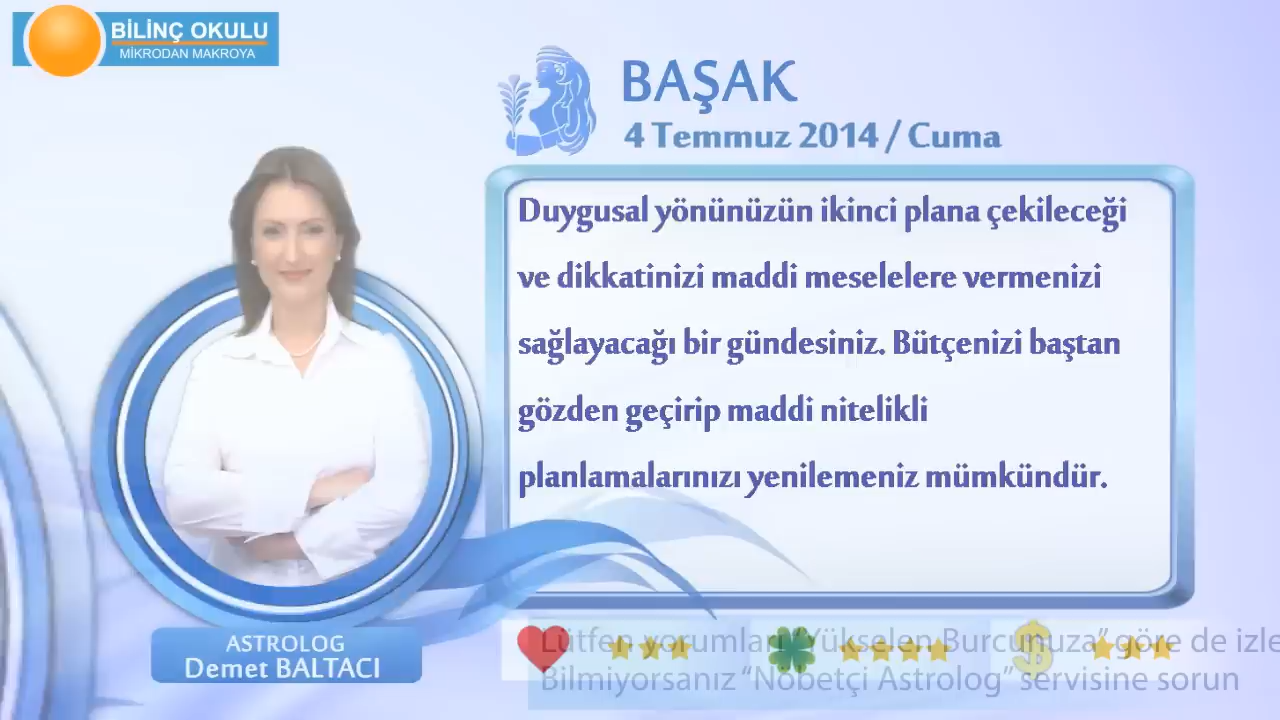 BİLİNÇ OKULU
MİKRODAN MAKROYA
BAŞAK
4 Temmuz 2014 / Cuma
Duygusal yönünüzün ikinci plana çekileceği
ve dikkatinizi maddi meselelere vermenizi
sağlayacağı bir gündesiniz. Bütçenizi baştan
gözden geçirip maddi nitelikli
planlamalarınızı yenilemeniz mümkündür.
ASTROLOG
Demet BALTACI
Lütfen yorumları "Yükselen Burcunuza" göre de izle
Bilmiyorsanız "Nöbetçi Astrolog" servisine sorun